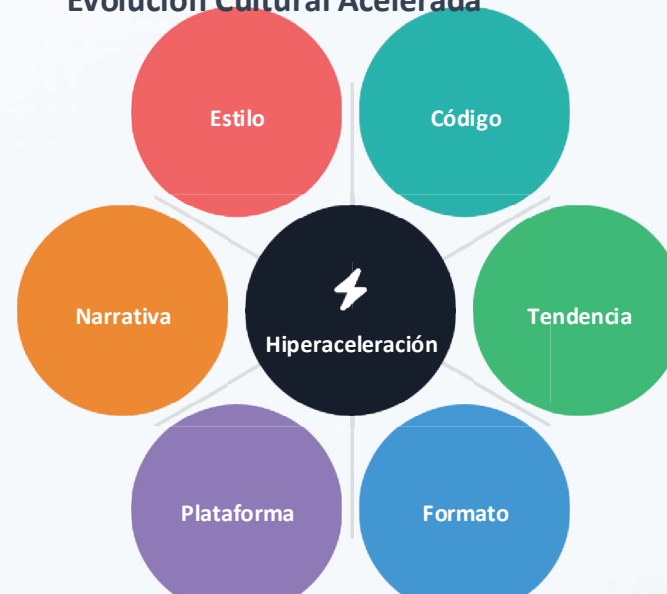 Evolución Cultural Acelerada
Estilo
Código
Narrativa
Hiperaceleración
Tendencia
Plataforma
Formato